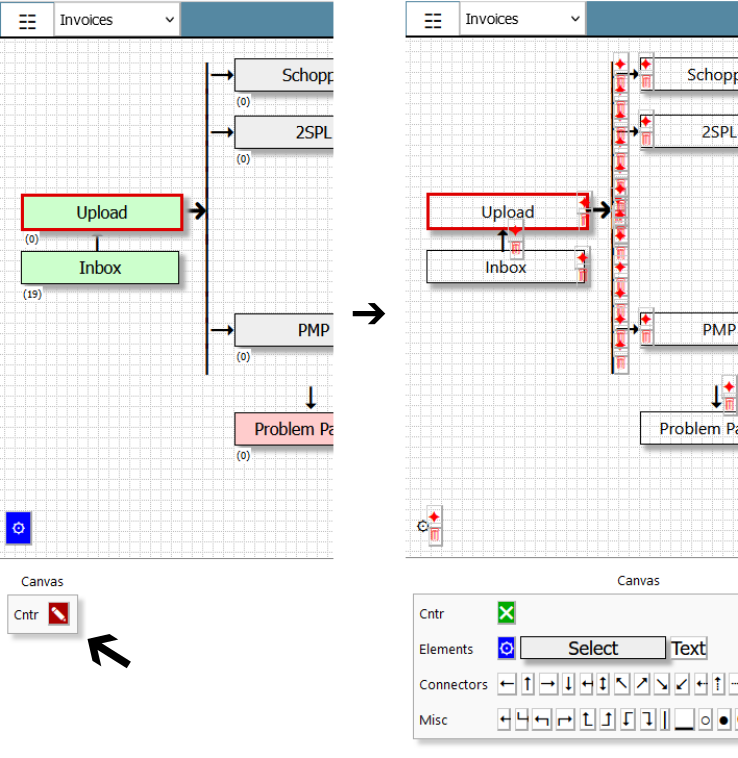 Invoices
Schopp
(0)
2SPL
(0)
Upload
(0)
Inbox
(19)
PMP
(0)
Problem Pa
(0)
Canvas
Cntr
Invoices
Schopp
2SPL
Upload
Inbox
PMP
Problem Pa
Canvas
Cntr
Elements
Select
Text
Connectors
Misc